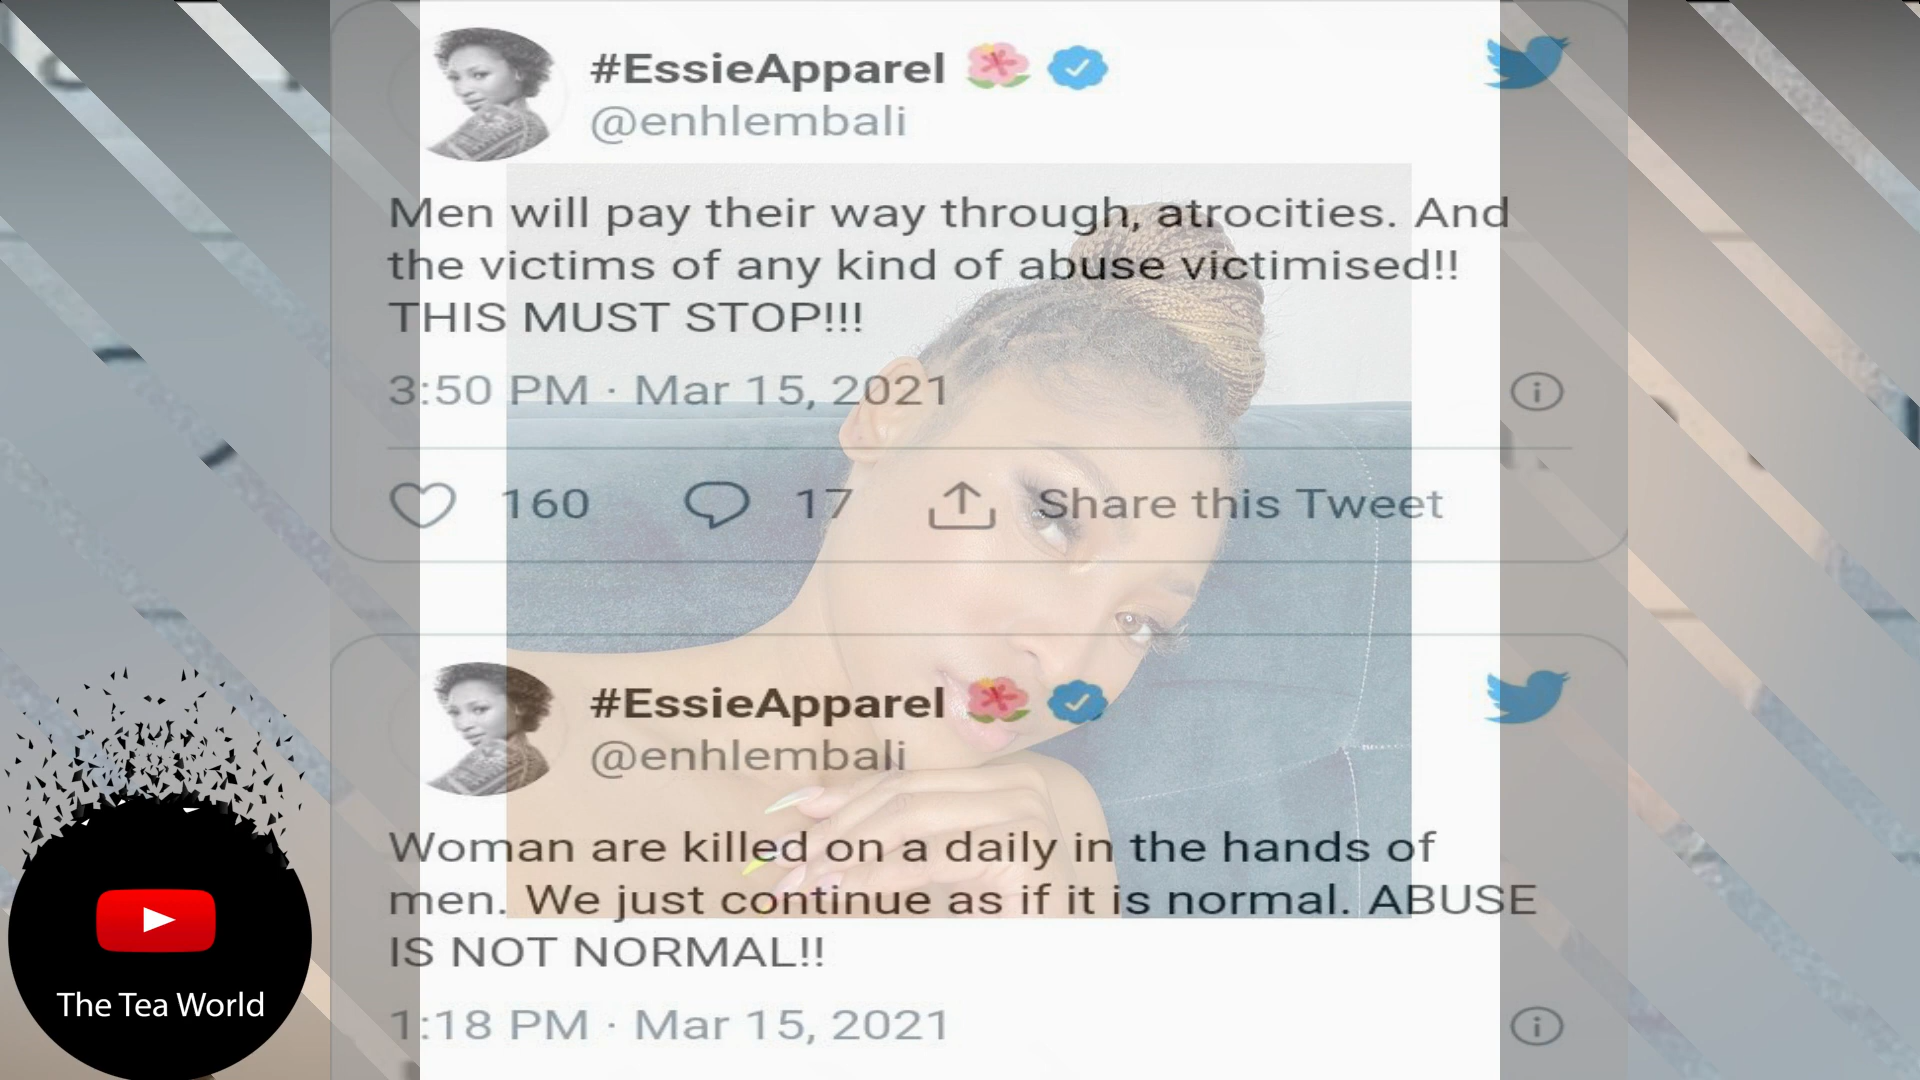 #EssieApparel 🌺
@enhlembali
Men will pay their way through, atrocities. And
the victims of any kind of abuse victimised!!
THIS MUST STOP!!!
3:50 PM · Mar 15, 2021
160 17 Share this Tweet
#EssieApparel 🌺
@enhlembali
Woman are killed on a daily in the hands of
men. We just continue as if it is normal. ABUSE
IS NOT NORMAL!!
1:18 PM · Mar 15, 2021
The Tea World